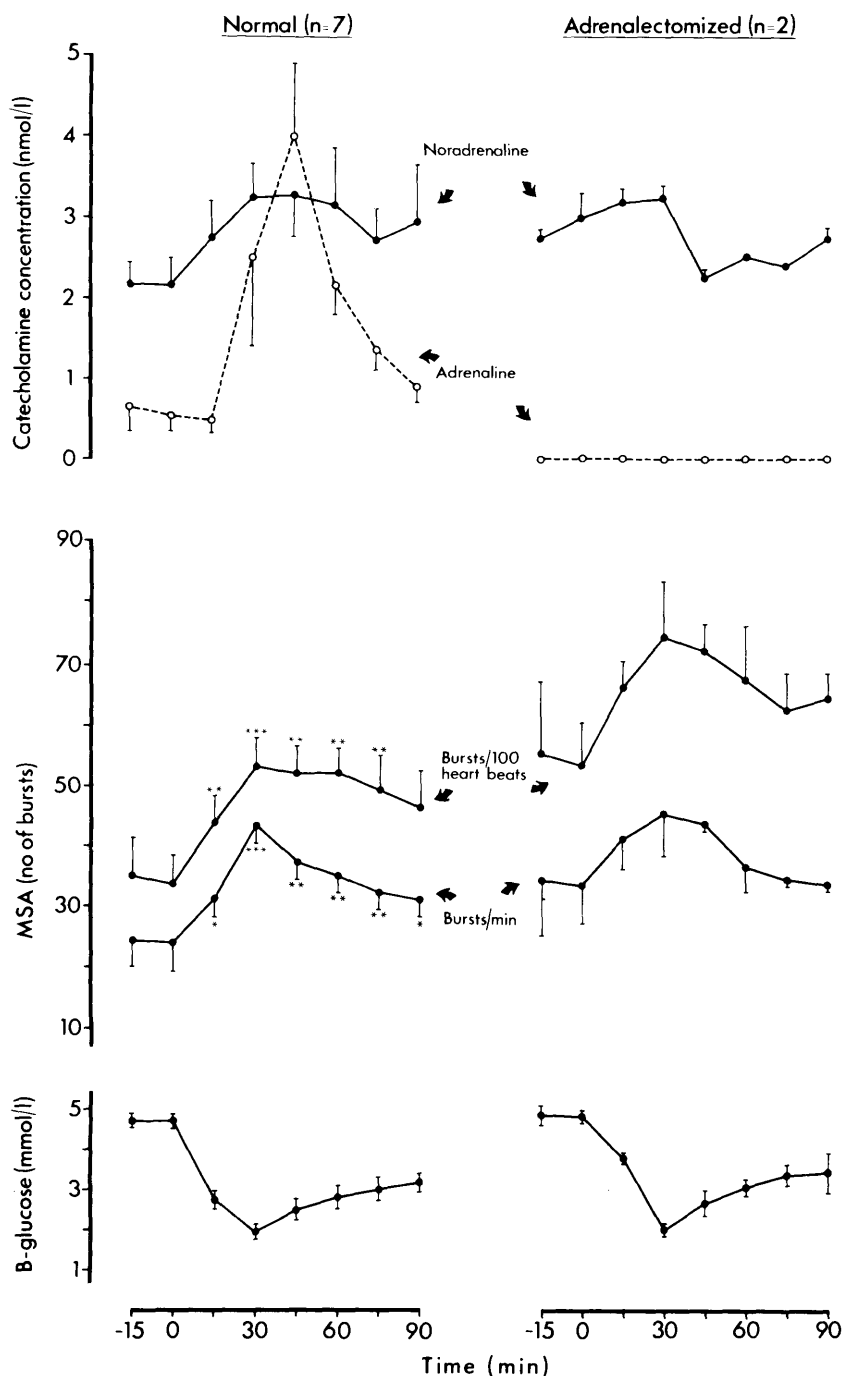 Normal (n=7)
Adrenalectomized (n=2)
Catecholamine concentration (nmol/l)
5
4
3
2
1
0
Noradrenaline
Adrenaline
MSA (no of bursts)
90
70
50
30
10
***
**
**
**
**
Bursts/100
heart beats
*
***
**
**
**
*
Bursts/min
B-glucose (mmol/l)
5
3
1
-15 0 30 60 90
-15 0 30 60 90
Time (min)